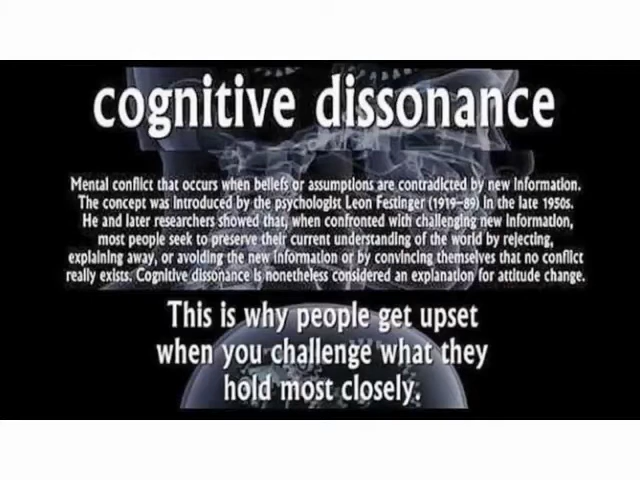 cognitive dissonance
Mental conflict that occurs when beliefs or assumptions are contradicted by new information.
The concept was introduced by the psychologist Leon Festinger (1919–89) in the late 1950s.
He and later researchers showed that, when confronted with challenging new information,
most people seek to preserve their current understanding of the world by rejecting,
explaining away, or avoiding the new information or by convincing themselves that no conflict
really exists. Cognitive dissonance is nonetheless considered an explanation for attitude change.
This is why people get upset
when you challenge what they
hold most closely.